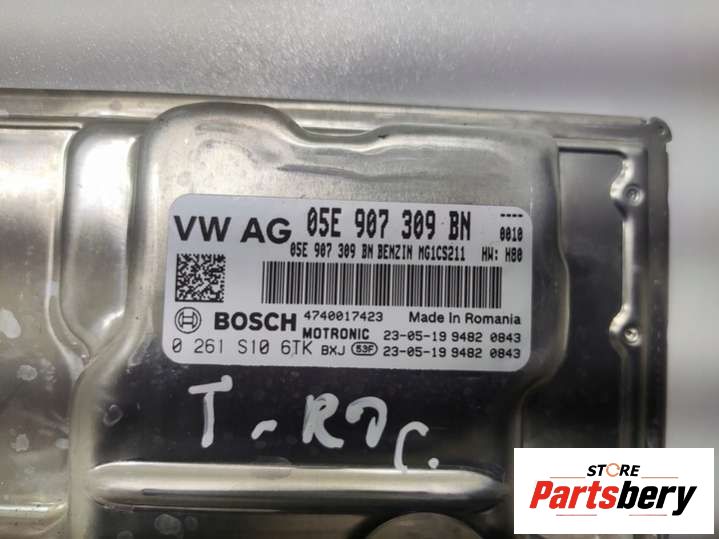 VW AG 05E 907 309 BN ----
0010
05E 907 309 BN BENZIN MG1CS211 HW: H80
BOSCH 4740017423 Made In Romania
MOTRONIC 23-05-19 9482 0843
0 261 S10 6TK BXJ 53F 23-05-19 9482 0843
T-ROC.
STORE
Partsbery